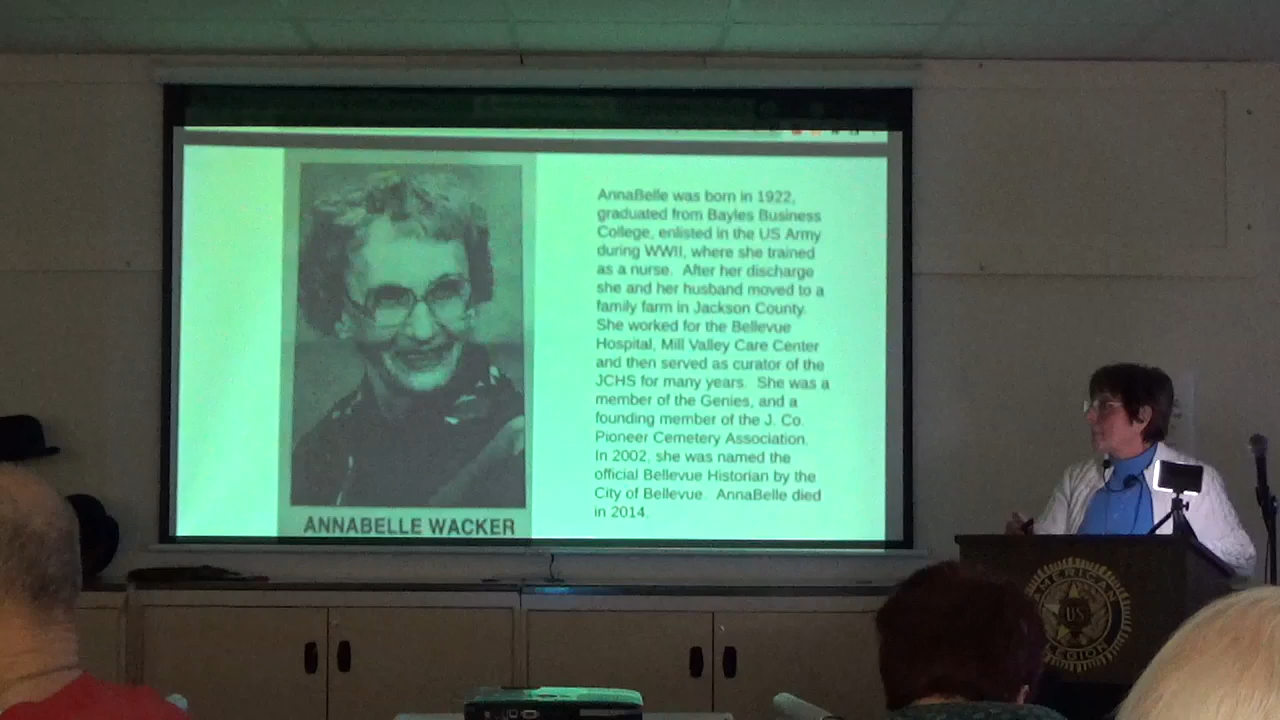 AnnaBelle was born in 1922,
graduated from Bayles Business
College, enlisted in the US Army
during WWII, where she trained
as a nurse. After her discharge
she and her husband moved to a
family farm in Jackson County.
She worked for the Bellevue
Hospital, Mill Valley Care Center
and then served as curator of the
JCHS for many years. She was a
member of the Genies, and a
founding member of the J. Co.
Pioneer Cemetery Association.
In 2002, she was named the
official Bellevue Historian by the
City of Bellevue. AnnaBelle died
in 2014.
ANNABELLE WACKER
AMERICAN
US
LEGION